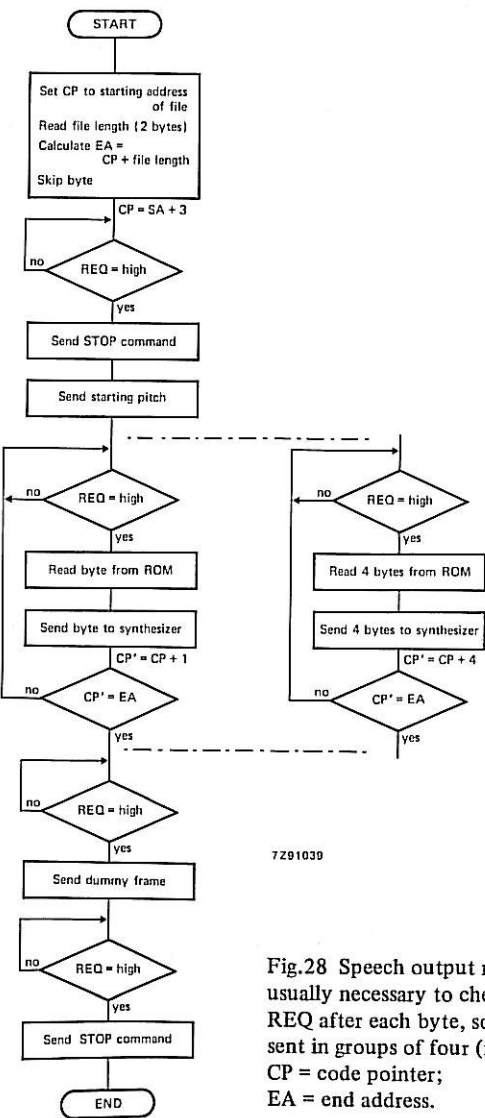 START
Set CP to starting address
of file
Read file length (2 bytes)
Calculate EA =
CP + file length
Skip byte
CP = SA + 3
no
REQ = high
yes
Send STOP command
Send starting pitch
no
REQ = high
yes
Read byte from ROM
Send byte to synthesizer
CP' = CP + 1
no
CP' = EA
yes
no
REQ = high
yes
Read 4 bytes from ROM
Send 4 bytes to synthesizer
CP' = CP + 4
no
CP' = EA
yes
no
REQ = high
yes
Send dummy frame
no
REQ = high
yes
Send STOP command
END
7Z91039
Fig.28 Speech output
usually necessary to che
REQ after each byte, so
sent in groups of four (
CP = code pointer;
EA = end address.